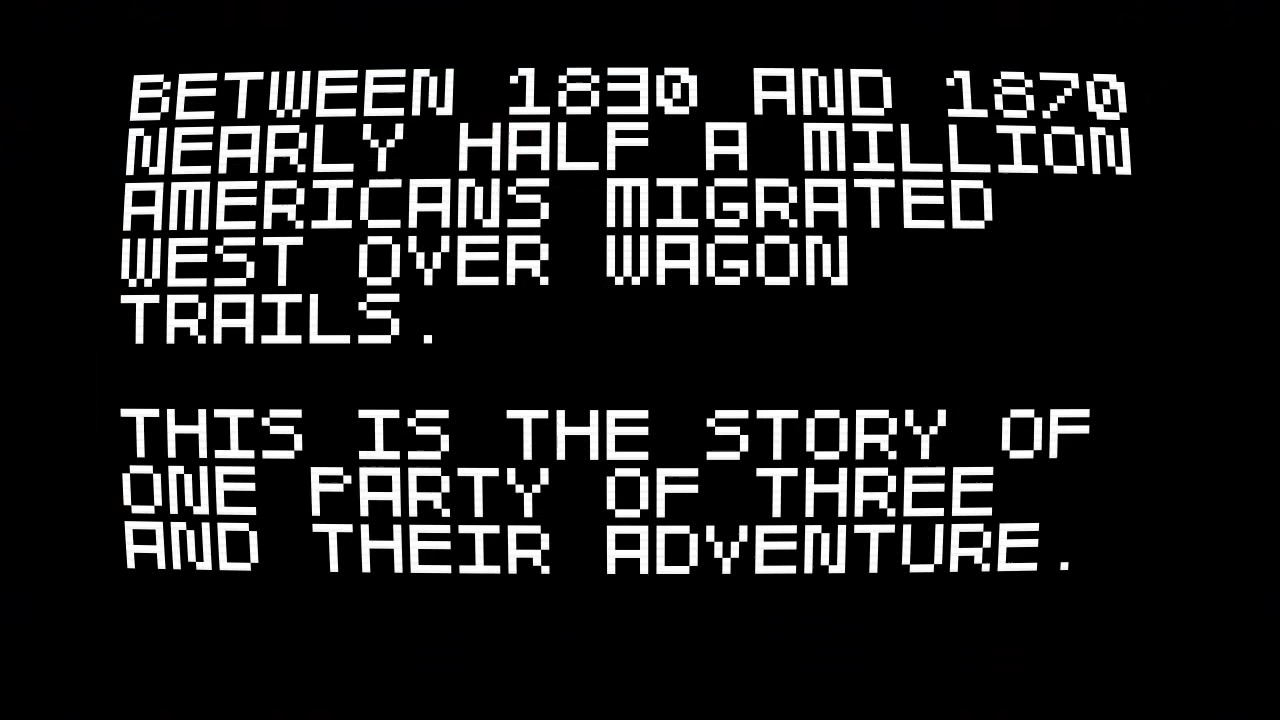 BETWEEN 1830 AND 1870
NEARLY HALF A MILLION
AMERICANS MIGRATED
WEST OVER WAGON
TRAILS.
THIS IS THE STORY OF
ONE PARTY OF THREE
AND THEIR ADVENTURE.